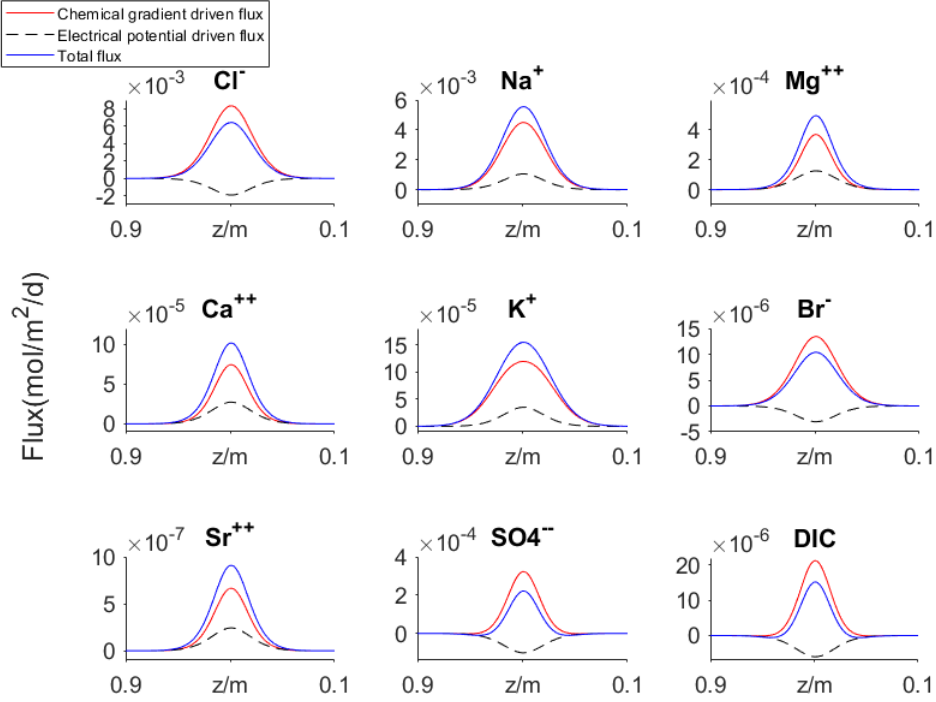 Chemical gradient driven flux
Electrical potential driven flux
Total flux
×10⁻³ Cl⁻
8
6
4
2
0
-2
0.9 z/m 0.1
×10⁻³ Na⁺
6
4
2
0
0.9 z/m 0.1
×10⁻⁴ Mg⁺⁺
4
2
0
0.9 z/m 0.1
Flux(mol/m²/d)
×10⁻⁵ Ca⁺⁺
10
5
0
0.9 z/m 0.1
×10⁻⁵ K⁺
15
10
5
0
0.9 z/m 0.1
×10⁻⁶ Br⁻
15
10
5
0
-5
0.9 z/m 0.1
×10⁻⁷ Sr⁺⁺
10
5
0
0.9 z/m 0.1
×10⁻⁴ SO4⁻⁻
4
2
0
0.9 z/m 0.1
×10⁻⁶ DIC
20
10
0
0.9 z/m 0.1